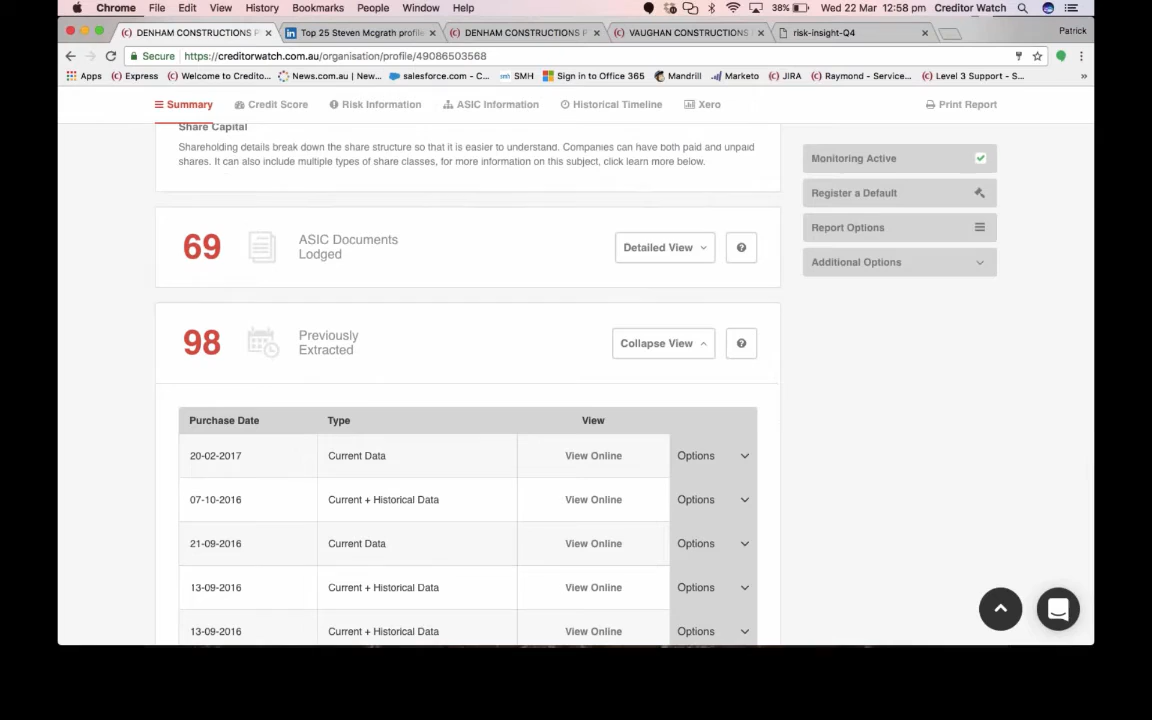 Chrome File Edit View History Bookmarks People Window Help 38% Wed 22 Mar 12:58 pm Creditor Watch
DENHAM CONSTRUCTIONS P Top 25 Steven Mcgrath profile DENHAM CONSTRUCTIONS P VAUGHAN CONSTRUCTIONS risk-insight-Q4 Patrick
Secure https://creditorwatch.com.au/organisation/profile/49086503568
Apps Express Welcome to Credito... News.com.au | New... salesforce.com - C... SMH Sign in to Office 365 Mandrill Marketo JIRA Raymond - Service... Level 3 Support - S... »
Summary Credit Score Risk Information ASIC Information Historical Timeline Xero Print Report
Share Capital
Shareholding details break down the share structure so that it is easier to understand. Companies can have both paid and unpaid
shares. It can also include multiple types of share classes, for more information on this subject, click learn more below.
Monitoring Active
Register a Default
Report Options
Additional Options
69 ASIC Documents
Lodged
Detailed View ?
98 Previously
Extracted
Collapse View ?
Purchase Date Type View
20-02-2017 Current Data View Online Options
07-10-2016 Current + Historical Data View Online Options
21-09-2016 Current Data View Online Options
13-09-2016 Current + Historical Data View Online Options
13-09-2016 Current + Historical Data View Online Options